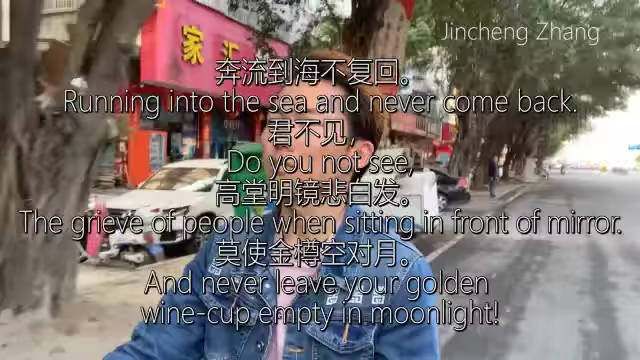 Jincheng Zhang
家汇
奔流到海不复回。
Running into the sea and never come back.
君不见，
Do you not see,
高堂明镜悲白发。
The grieve of people when sitting in front of mirror.
莫使金樽空对月。
And never leave your golden
wine-cup empty in moonlight!